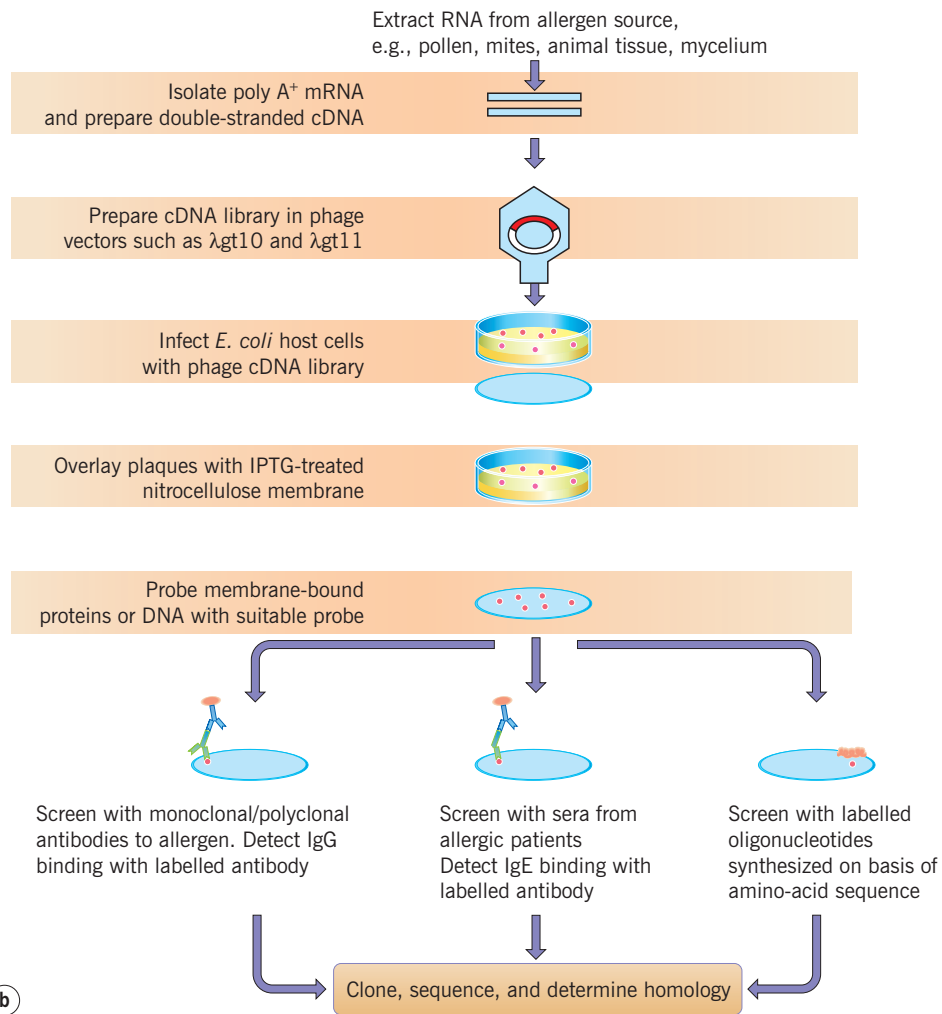 Extract RNA from allergen source,
e.g., pollen, mites, animal tissue, mycelium
Isolate poly A⁺ mRNA
and prepare double-stranded cDNA
Prepare cDNA library in phage
vectors such as λgt10 and λgt11
Infect E. coli host cells
with phage cDNA library
Overlay plaques with IPTG-treated
nitrocellulose membrane
Probe membrane-bound
proteins or DNA with suitable probe
Screen with monoclonal/polyclonal
antibodies to allergen. Detect IgG
binding with labelled antibody
Screen with sera from
allergic patients
Detect IgE binding with
labelled antibody
Screen with labelled
oligonucleotides
synthesized on basis of
amino-acid sequence
Clone, sequence, and determine homology
b